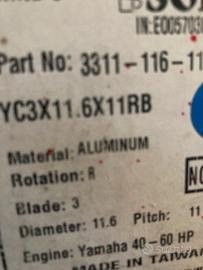 IN:E005703
Part No: 3311-116-11
YC3X11.6X11RB
Material: ALUMINUM
Rotation: R
NO
Blade: 3
Diameter: 11.6 Pitch: 11.
Engine: Yamaha 40-60 HP
MADE IN TAIWAN